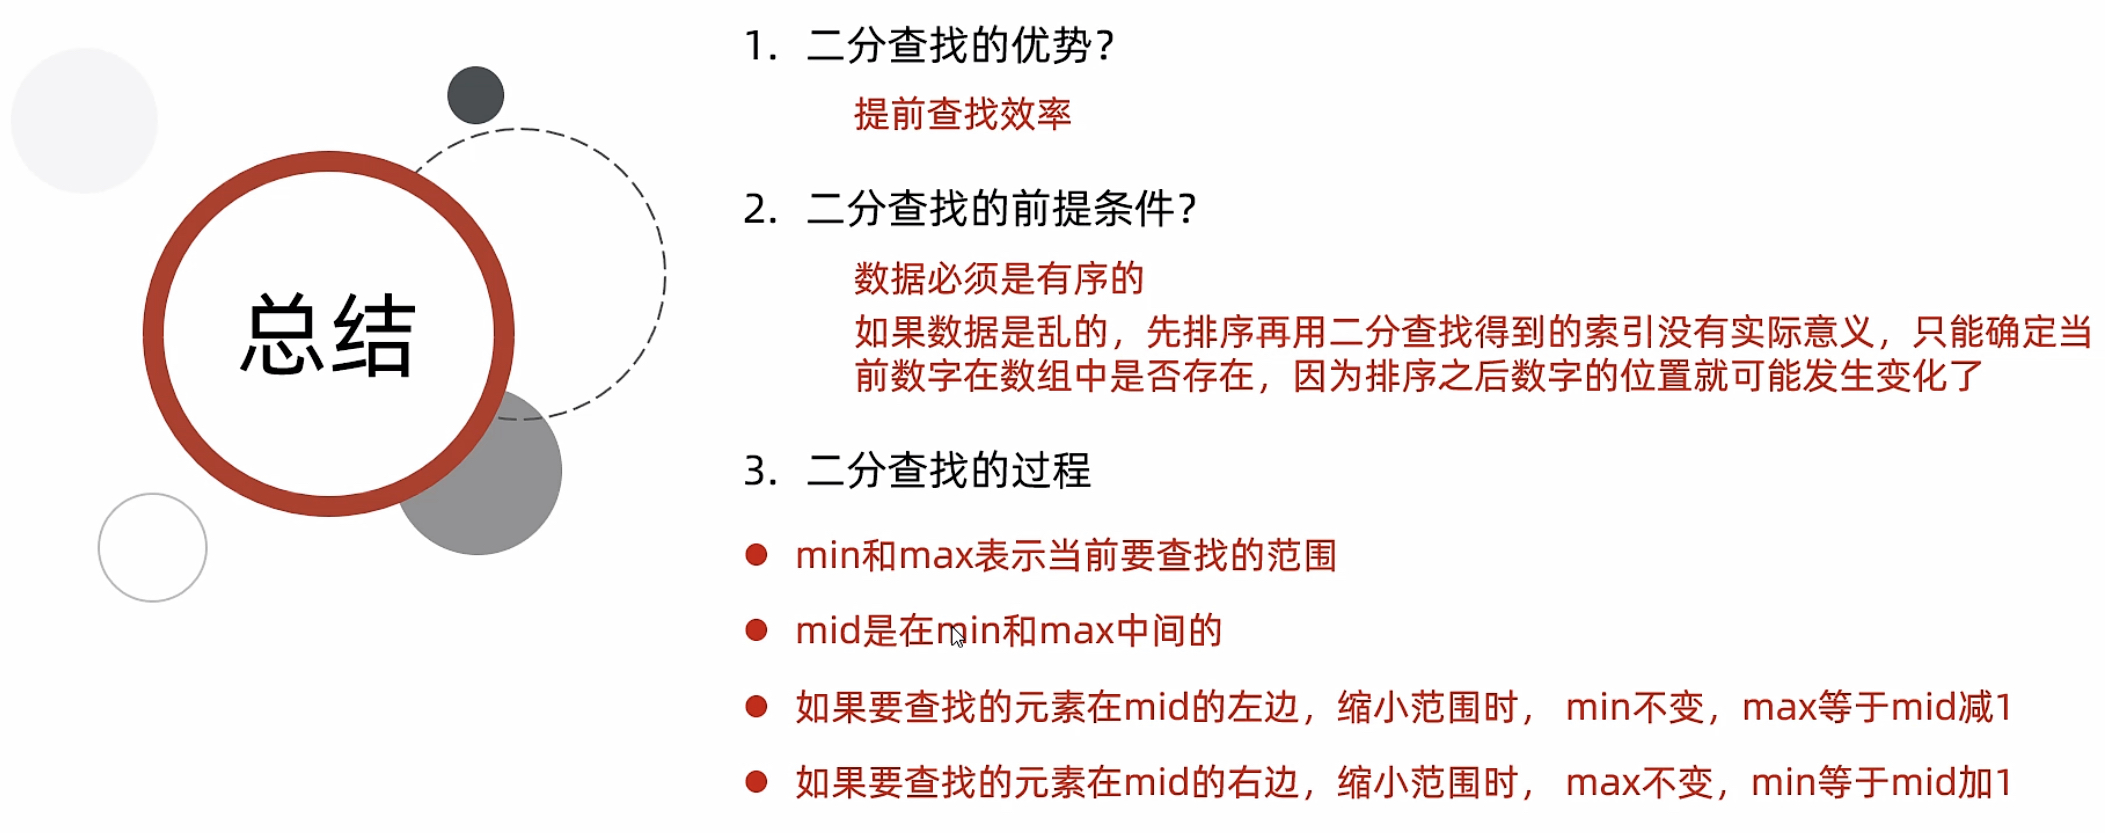 总结
1. 二分查找的优势？
提前查找效率
2. 二分查找的前提条件？
数据必须是有序的
如果数据是乱的，先排序再用二分查找得到的索引没有实际意义，只能确定当
前数字在数组中是否存在，因为排序之后数字的位置就可能发生变化了
3. 二分查找的过程
● min和max表示当前要查找的范围
● mid是在min和max中间的
● 如果要查找的元素在mid的左边，缩小范围时， min不变，max等于mid减1
● 如果要查找的元素在mid的右边，缩小范围时， max不变，min等于mid加1